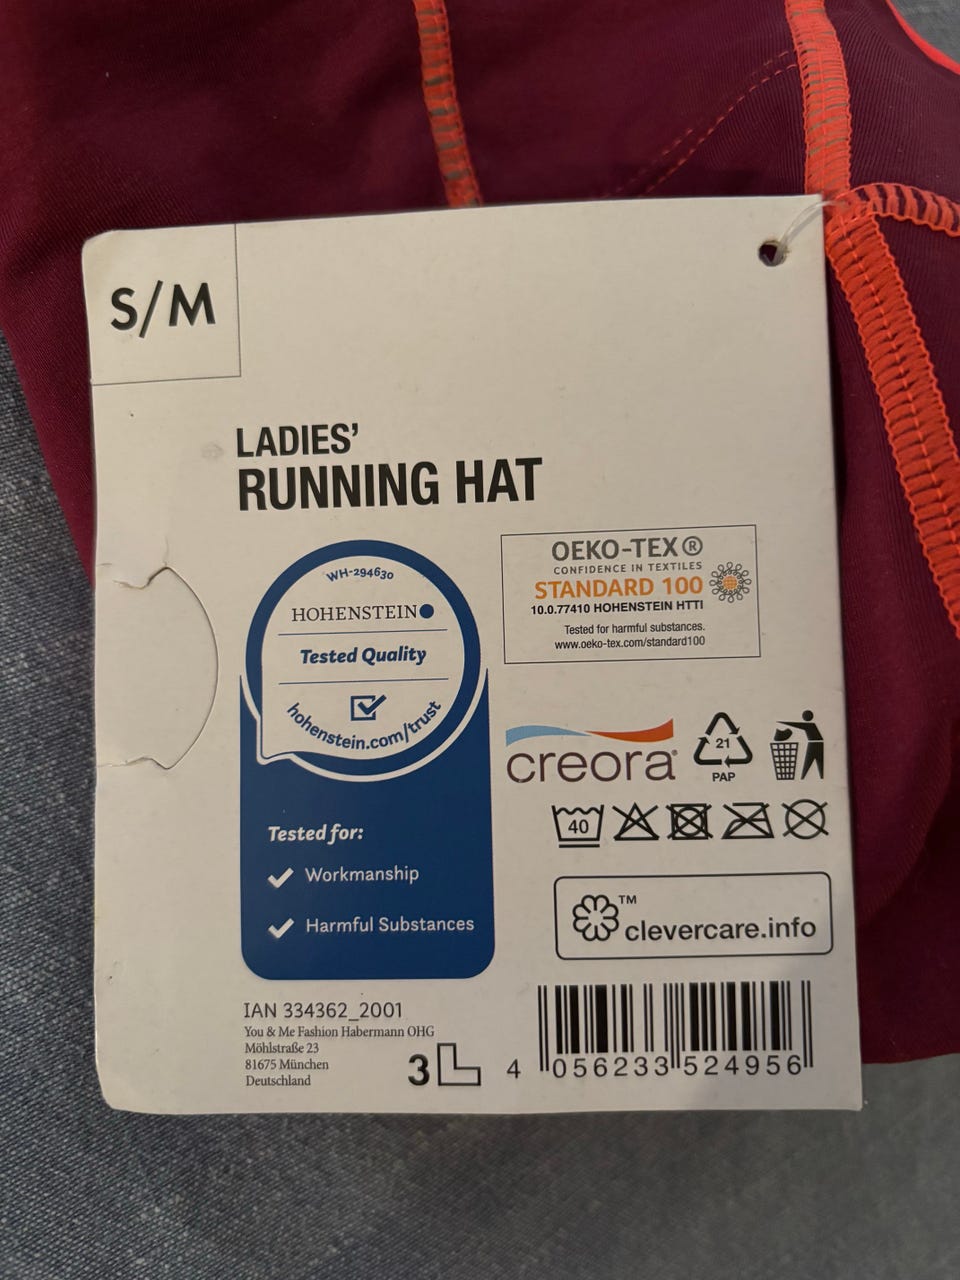 S/M
LADIES'
RUNNING HAT
WH-294630
HOHENSTEIN
Tested Quality
hohenstein.com/trust
Tested for:
Workmanship
Harmful Substances
OEKO-TEX®
CONFIDENCE IN TEXTILES
STANDARD 100
10.0.77410 HOHENSTEIN HTTI
Tested for harmful substances.
www.oeko-tex.com/standard100
creora®
21
PAP
40
™
clevercare.info
IAN 334362_2001
You & Me Fashion Habermann OHG
Möhlstraße 23
81675 München
Deutschland
3
4 056233 524956